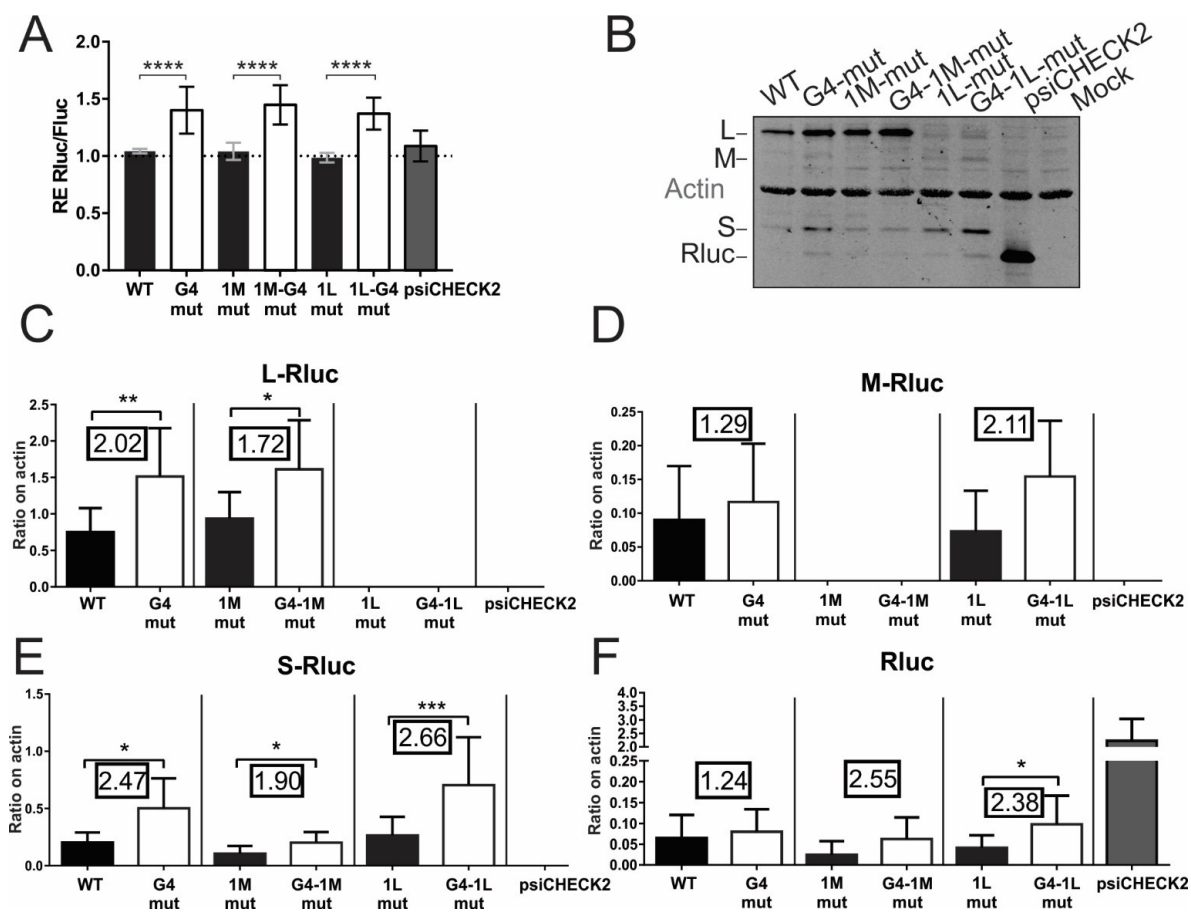 A
RE Rluc/Fluc
2.0
1.5
1.0
0.5
0.0
**** **** ****
WT G4 mut 1M mut 1M-G4 mut 1L mut 1L-G4 mut psiCHECK2
B
WT G4-mut 1M-mut G4-1M-mut 1L-mut G4-1L-mut psiCHECK2 Mock
L–
M–
Actin
S–
Rluc–
C
L-Rluc
Ratio on actin
2.5
2.0
1.5
1.0
0.5
0.0
** *
2.02 1.72
WT G4 mut 1M mut G4-1M mut 1L mut G4-1L mut psiCHECK2
D
M-Rluc
Ratio on actin
0.25
0.20
0.15
0.10
0.05
0.00
1.29 2.11
WT G4 mut 1M mut G4-1M mut 1L mut G4-1L mut psiCHECK2
E
S-Rluc
Ratio on actin
1.5
1.0
0.5
0.0
* * ***
2.47 1.90 2.66
WT G4 mut 1M mut G4-1M mut 1L mut G4-1L mut psiCHECK2
F
Rluc
Ratio on actin
4.0
3.5
3.0
2.5
2.0
0.25
0.20
0.15
0.10
0.05
0.00
*
1.24 2.55 2.38
WT G4 mut 1M mut G4-1M mut 1L mut G4-1L mut psiCHECK2